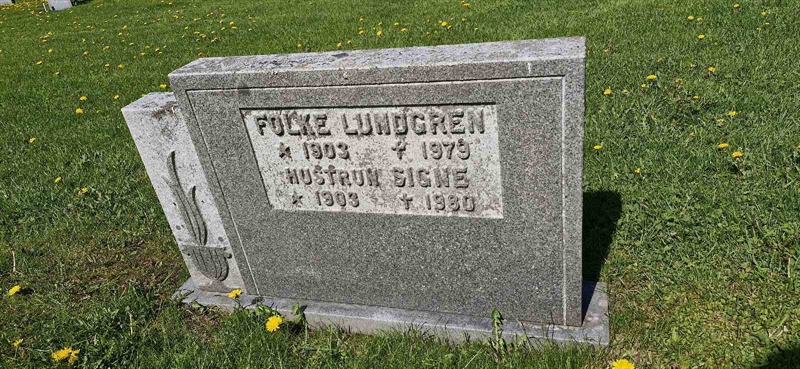 FOLKE LUNDGREN
* 1903 † 1979
HUSTRUN SIGNE
* 1903 † 1980